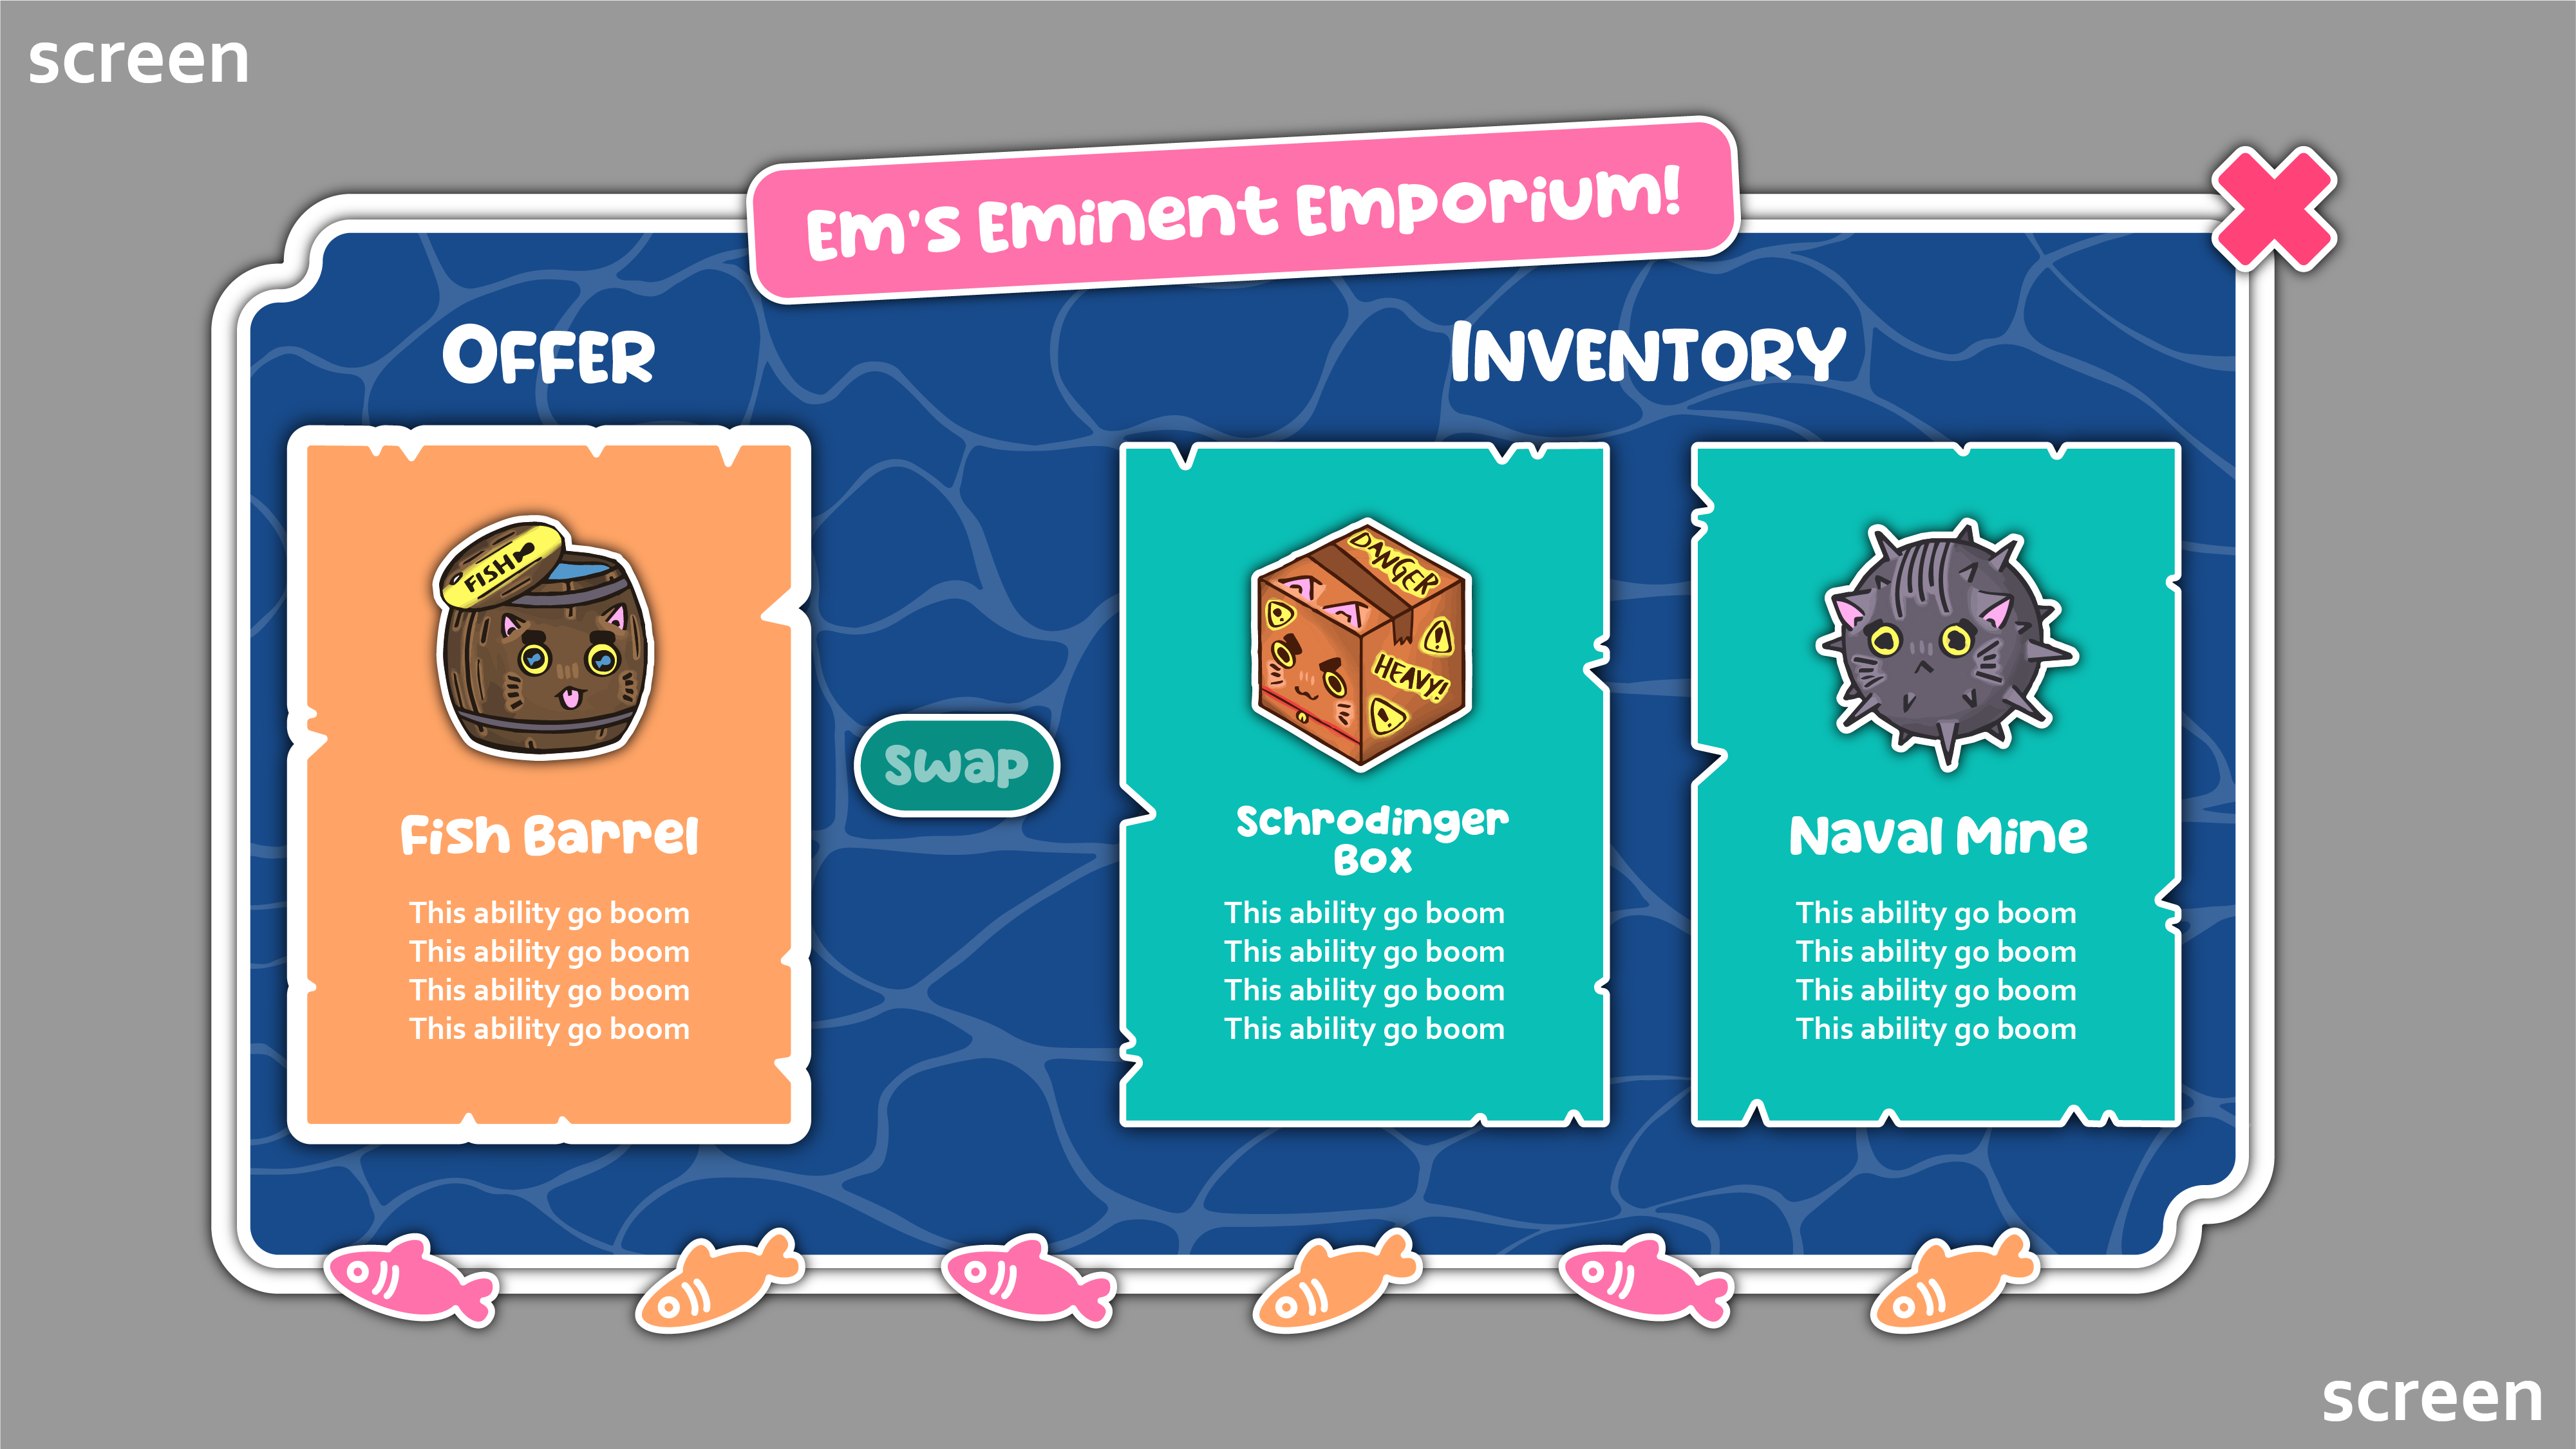 screen
Em's Eminent Emporium!
Offer
Inventory
FISH
Fish Barrel
This ability go boom
This ability go boom
This ability go boom
This ability go boom
Swap
DANGER
HEAVY!
Schrodinger
Box
This ability go boom
This ability go boom
This ability go boom
This ability go boom
Naval Mine
This ability go boom
This ability go boom
This ability go boom
This ability go boom
screen